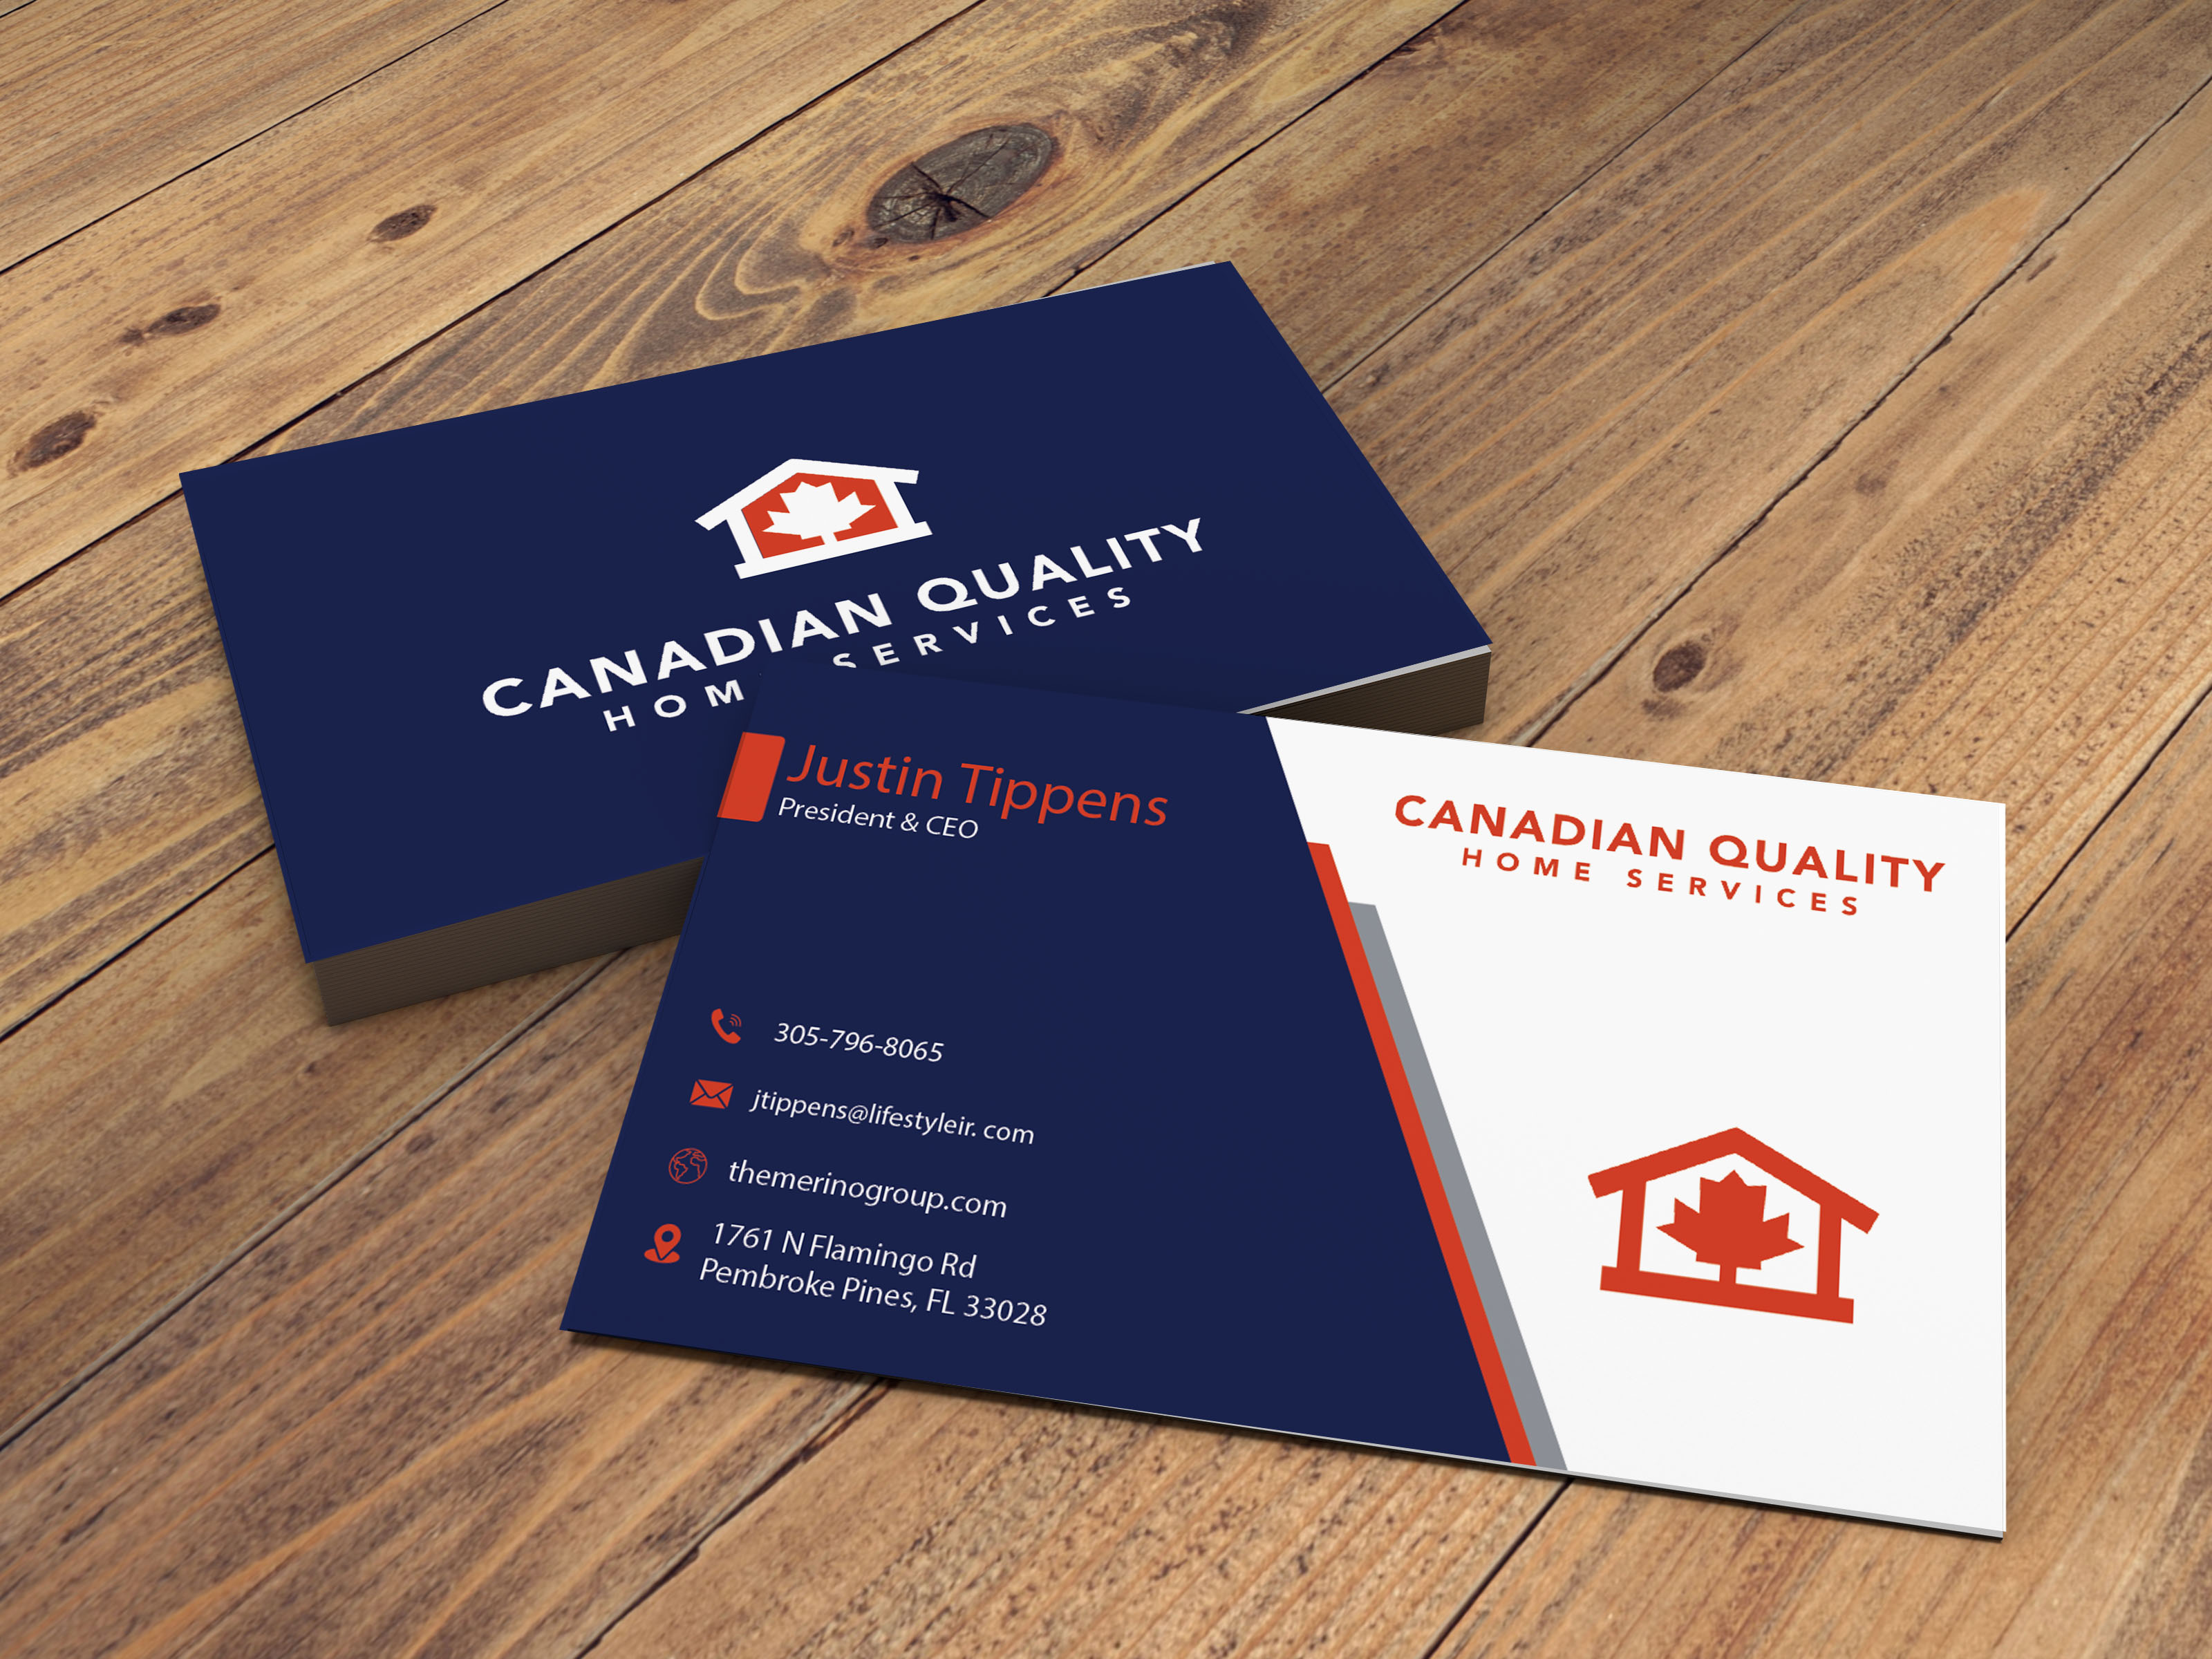 CANADIAN QUALITY
HOM SERVICES
Justin Tippens
President & CEO
305-796-8065
jtippens@lifestyleir. com
themerinogroup.com
1761 N Flamingo Rd
Pembroke Pines, FL 33028
CANADIAN QUALITY
HOME SERVICES